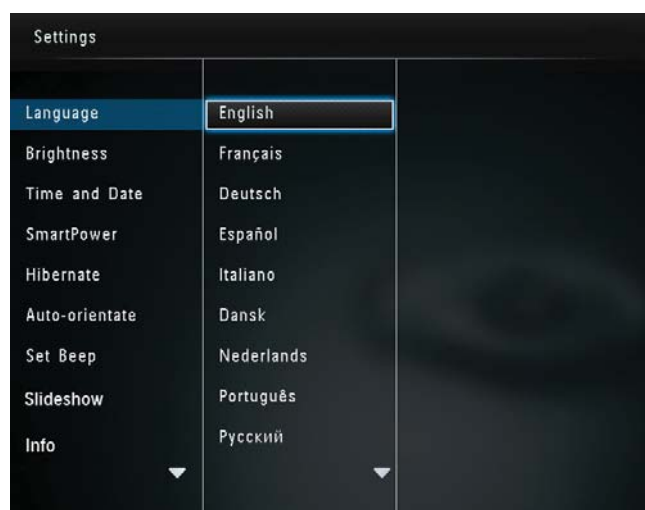 Settings
Language
Brightness
Time and Date
SmartPower
Hibernate
Auto-orientate
Set Beep
Slideshow
Info
English
Français
Deutsch
Español
Italiano
Dansk
Nederlands
Português
Русский